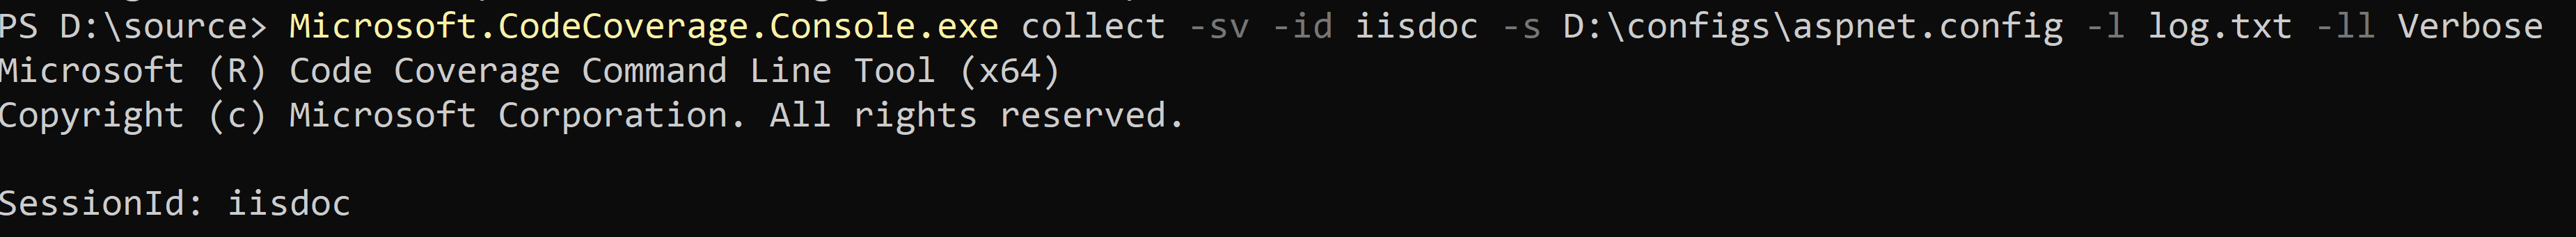 PS D:\source> Microsoft.CodeCoverage.Console.exe collect -sv -id iisdoc -s D:\configs\aspnet.config -l log.txt -ll Verbose
Microsoft (R) Code Coverage Command Line Tool (x64)
Copyright (c) Microsoft Corporation. All rights reserved.
SessionId: iisdoc